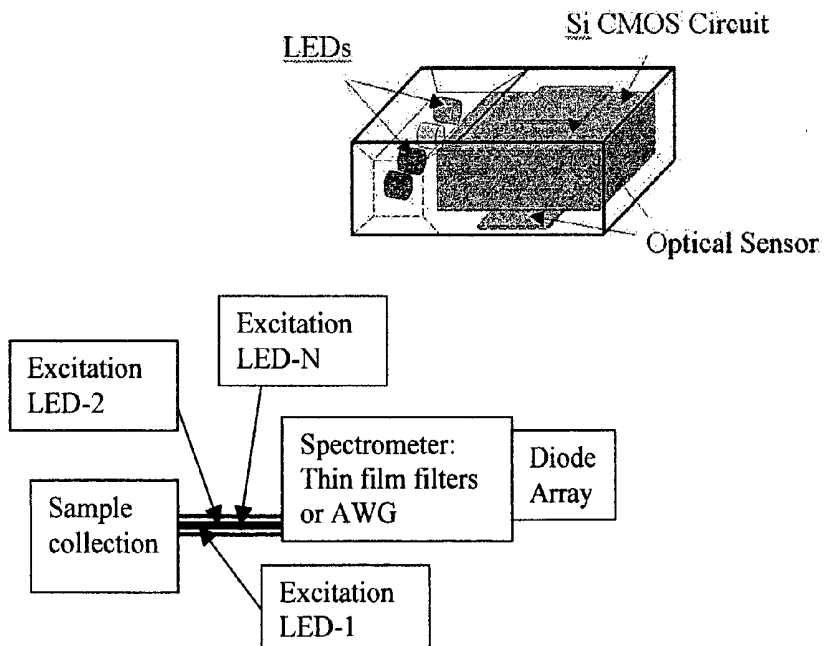 Si CMOS Circuit
LEDs
Optical Sensor
Excitation
LED-N
Excitation
LED-2
Spectrometer:
Thin film filters
or AWG
Diode
Array
Sample
collection
Excitation
LED-1